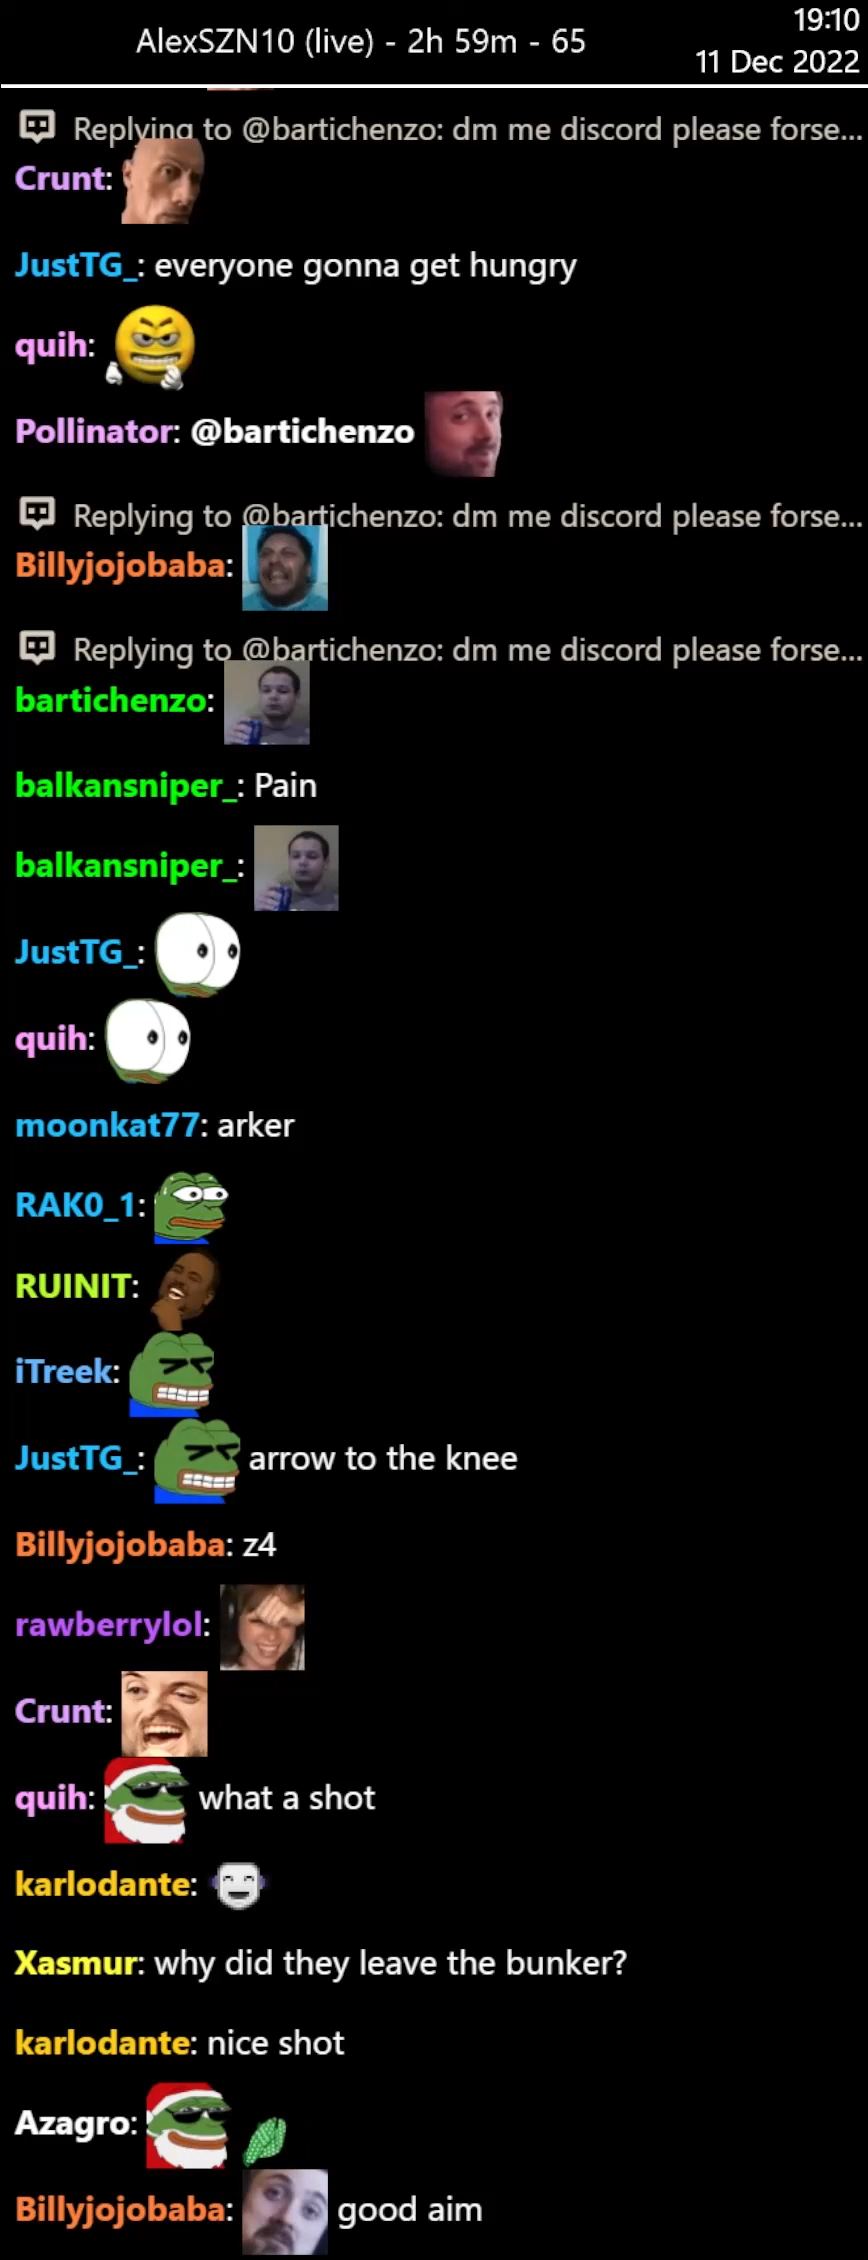 19:10
AlexSZN10 (live) - 2h 59m - 65
11 Dec 2022
Replying to @bartichenzo: dm me discord please forse...
Crunt:
JustTG_: everyone gonna get hungry
quih:
Pollinator: @bartichenzo
Replying to @bartichenzo: dm me discord please forse...
Billyjojobaba:
Replying to @bartichenzo: dm me discord please forse...
bartichenzo:
balkansniper_: Pain
balkansniper_:
JustTG_:
quih:
moonkat77: arker
RAK0_1:
RUINIT:
iTreek:
JustTG_: arrow to the knee
Billyjojobaba: z4
rawberrylol:
Crunt:
quih: what a shot
karlodante:
Xasmur: why did they leave the bunker?
karlodante: nice shot
Azagro:
Billyjojobaba: good aim